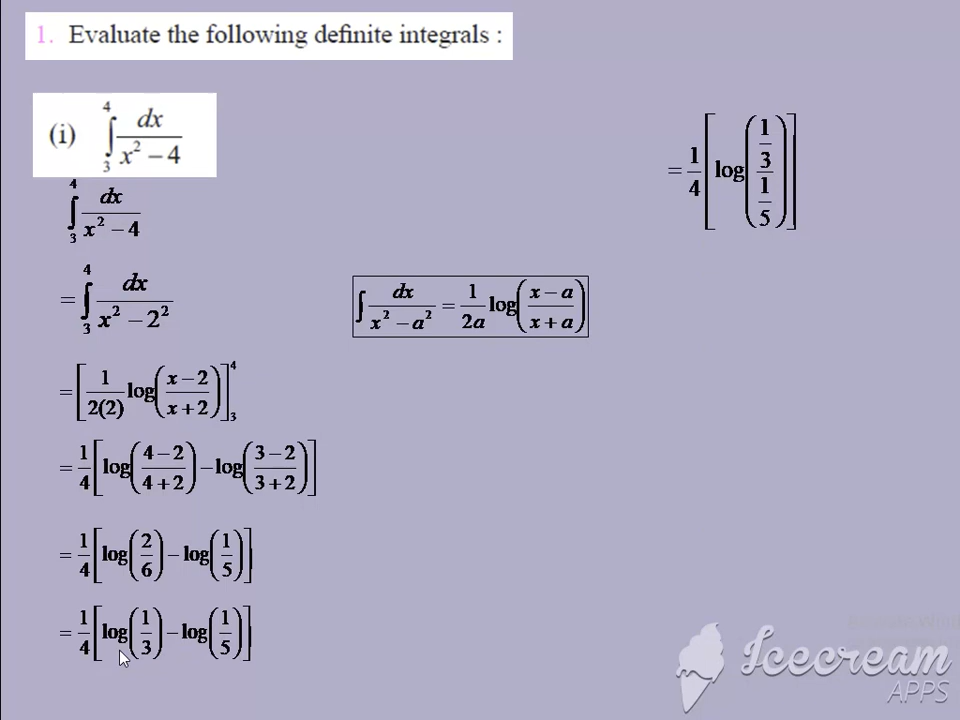 1. Evaluate the following definite integrals :
(i) ∫₃⁴ dx/(x² − 4)
∫₃⁴ dx/(x² − 4)
= ∫₃⁴ dx/(x² − 2²)
∫ dx/(x² − a²) = 1/(2a) log((x − a)/(x + a))
= [1/(2(2)) log((x − 2)/(x + 2))]₃⁴
= 1/4 [log((4 − 2)/(4 + 2)) − log((3 − 2)/(3 + 2))]
= 1/4 [log(2/6) − log(1/5)]
= 1/4 [log(1/3) − log(1/5)]
= 1/4 [log((1/3)/(1/5))]
Icecream
APPS